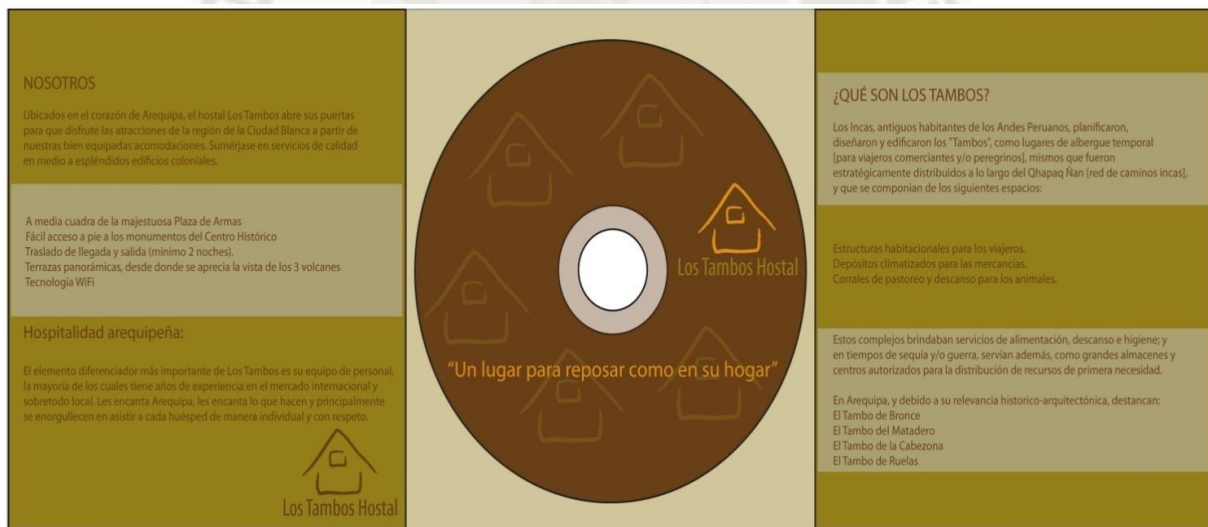 NOSOTROS
Ubicados en el corazón de Arequipa, el hostal Los Tambos abre sus puertas
para que disfrute las atracciones de la región de la Ciudad Blanca a partir de
nuestras bien equipadas acomodaciones. Sumérjase en servicios de calidad
en medio a espléndidos edificios coloniales.
A media cuadra de la majestuosa Plaza de Armas
Fácil acceso a pie a los monumentos del Centro Histórico
Traslado de llegada y salida (minimo 2 noches).
Terrazas panorámicas, desde donde se aprecia la vista de los 3 volcanes
Tecnología WiFi
Hospitalidad arequipeña:
El elemento diferenciador más importante de Los Tambos es su equipo de personal,
la mayoria de los cuales tiene años de experiencia en el mercado internacional y
sobretodo local. Les encanta Arequipa, les encanta lo que hacen y principalmente
se enorgullecen en asistir a cada huésped de manera individual y con respeto.
Los Tambos Hostal
Los Tambos Hostal
"Un lugar para reposar como en su hogar"
¿QUÉ SON LOS TAMBOS?
Los Incas, antiguos habitantes de los Andes Peruanos, planificaron,
diseñaron y edificaron los "Tambos", como lugares de albergue temporal
[para viajeros comerciantes y/o peregrinos], mismos que fueron
estratégicamente distribuidos a lo largo del Qhapaq Ñan [red de caminos incas],
y que se componian de los siguientes espacios:
Estructuras habitacionales para los viajeros.
Depósitos climatizados para las mercancias.
Corrales de pastoreo y descanso para los animales.
Estos complejos brindaban servicios de alimentación, descanso e higiene; y
en tiempos de sequía y/o guerra, servían además, como grandes almacenes y
centros autorizados para la distribución de recursos de primera necesidad.
En Arequipa, y debido a su relevancia historico-arquitectónica, destancan:
El Tambo de Bronce
El Tambo del Matadero
El Tambo de la Cabezona
El Tambo de Ruelas